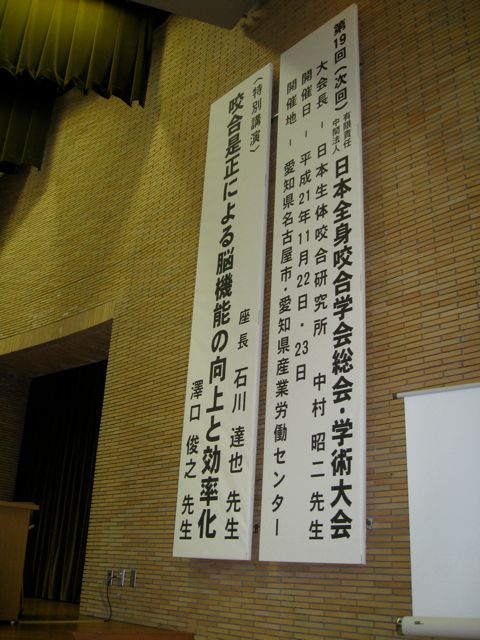 第19回(次回) 有限責任中間法人 日本全身咬合学会総会・学術大会
大会長 － 日本生体咬合研究所 中村 昭二 先生
開催日 － 平成21年11月22日・23日
開催地 － 愛知県名古屋市・愛知県産業労働センター
〈特別講演〉
咬合是正による脳機能の向上と効率化
座長 石川 達也 先生
澤口 俊之 先生